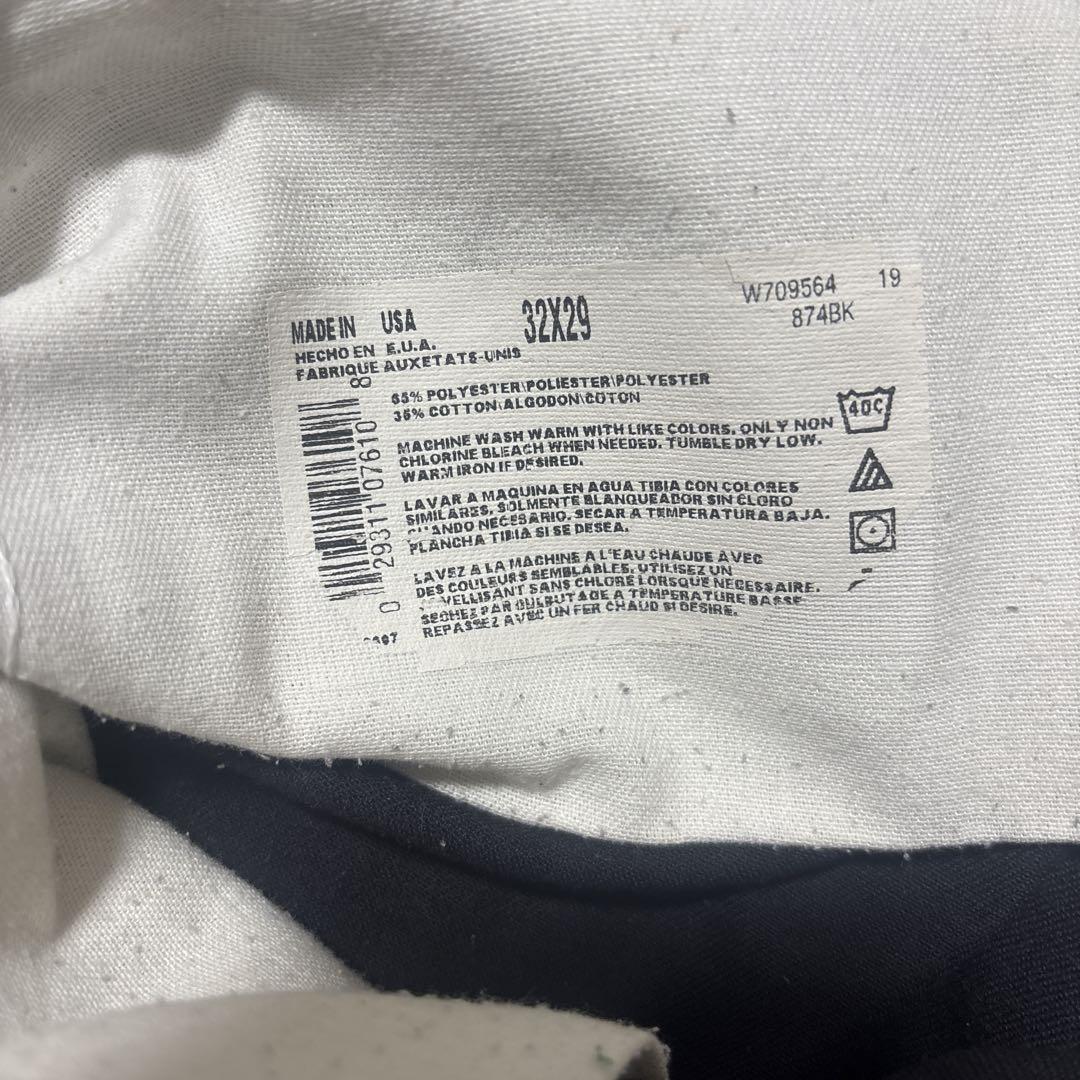 MADE IN USA
HECHO EN E.U.A.
FABRIQUE AUXETATS-UNIS
32X29
W709564 19
874BK
65% POLYESTER\POLIESTER\POLYESTER
35% COTTON\ALGODON\COTON
MACHINE WASH WARM WITH LIKE COLORS. ONLY NON
CHLORINE BLEACH WHEN NEEDED. TUMBLE DRY LOW.
WARM IRON IF DESIRED.
LAVAR A MAQUINA EN AGUA TIBIA CON COLORES
SIMILARES. SOLMENTE BLANQUEADOR SIN CLORO
CUANDO NECESARIO. SECAR A TEMPERATURA BAJA.
PLANCHA TIBIA SI SE DESEA.
LAVEZ A LA MACHINE A L'EAU CHAUDE AVEC
DES COULEURS SEMBLABLES. UTILISEZ UN
SANS CHLORE LORSQUE NECESSAIRE.
SECHEZ PAR A TEMPERATURE BASSE
REPASSEZ AVEC UN FER CHAUD SI DESIRE.
40C
0 29311 07610 8